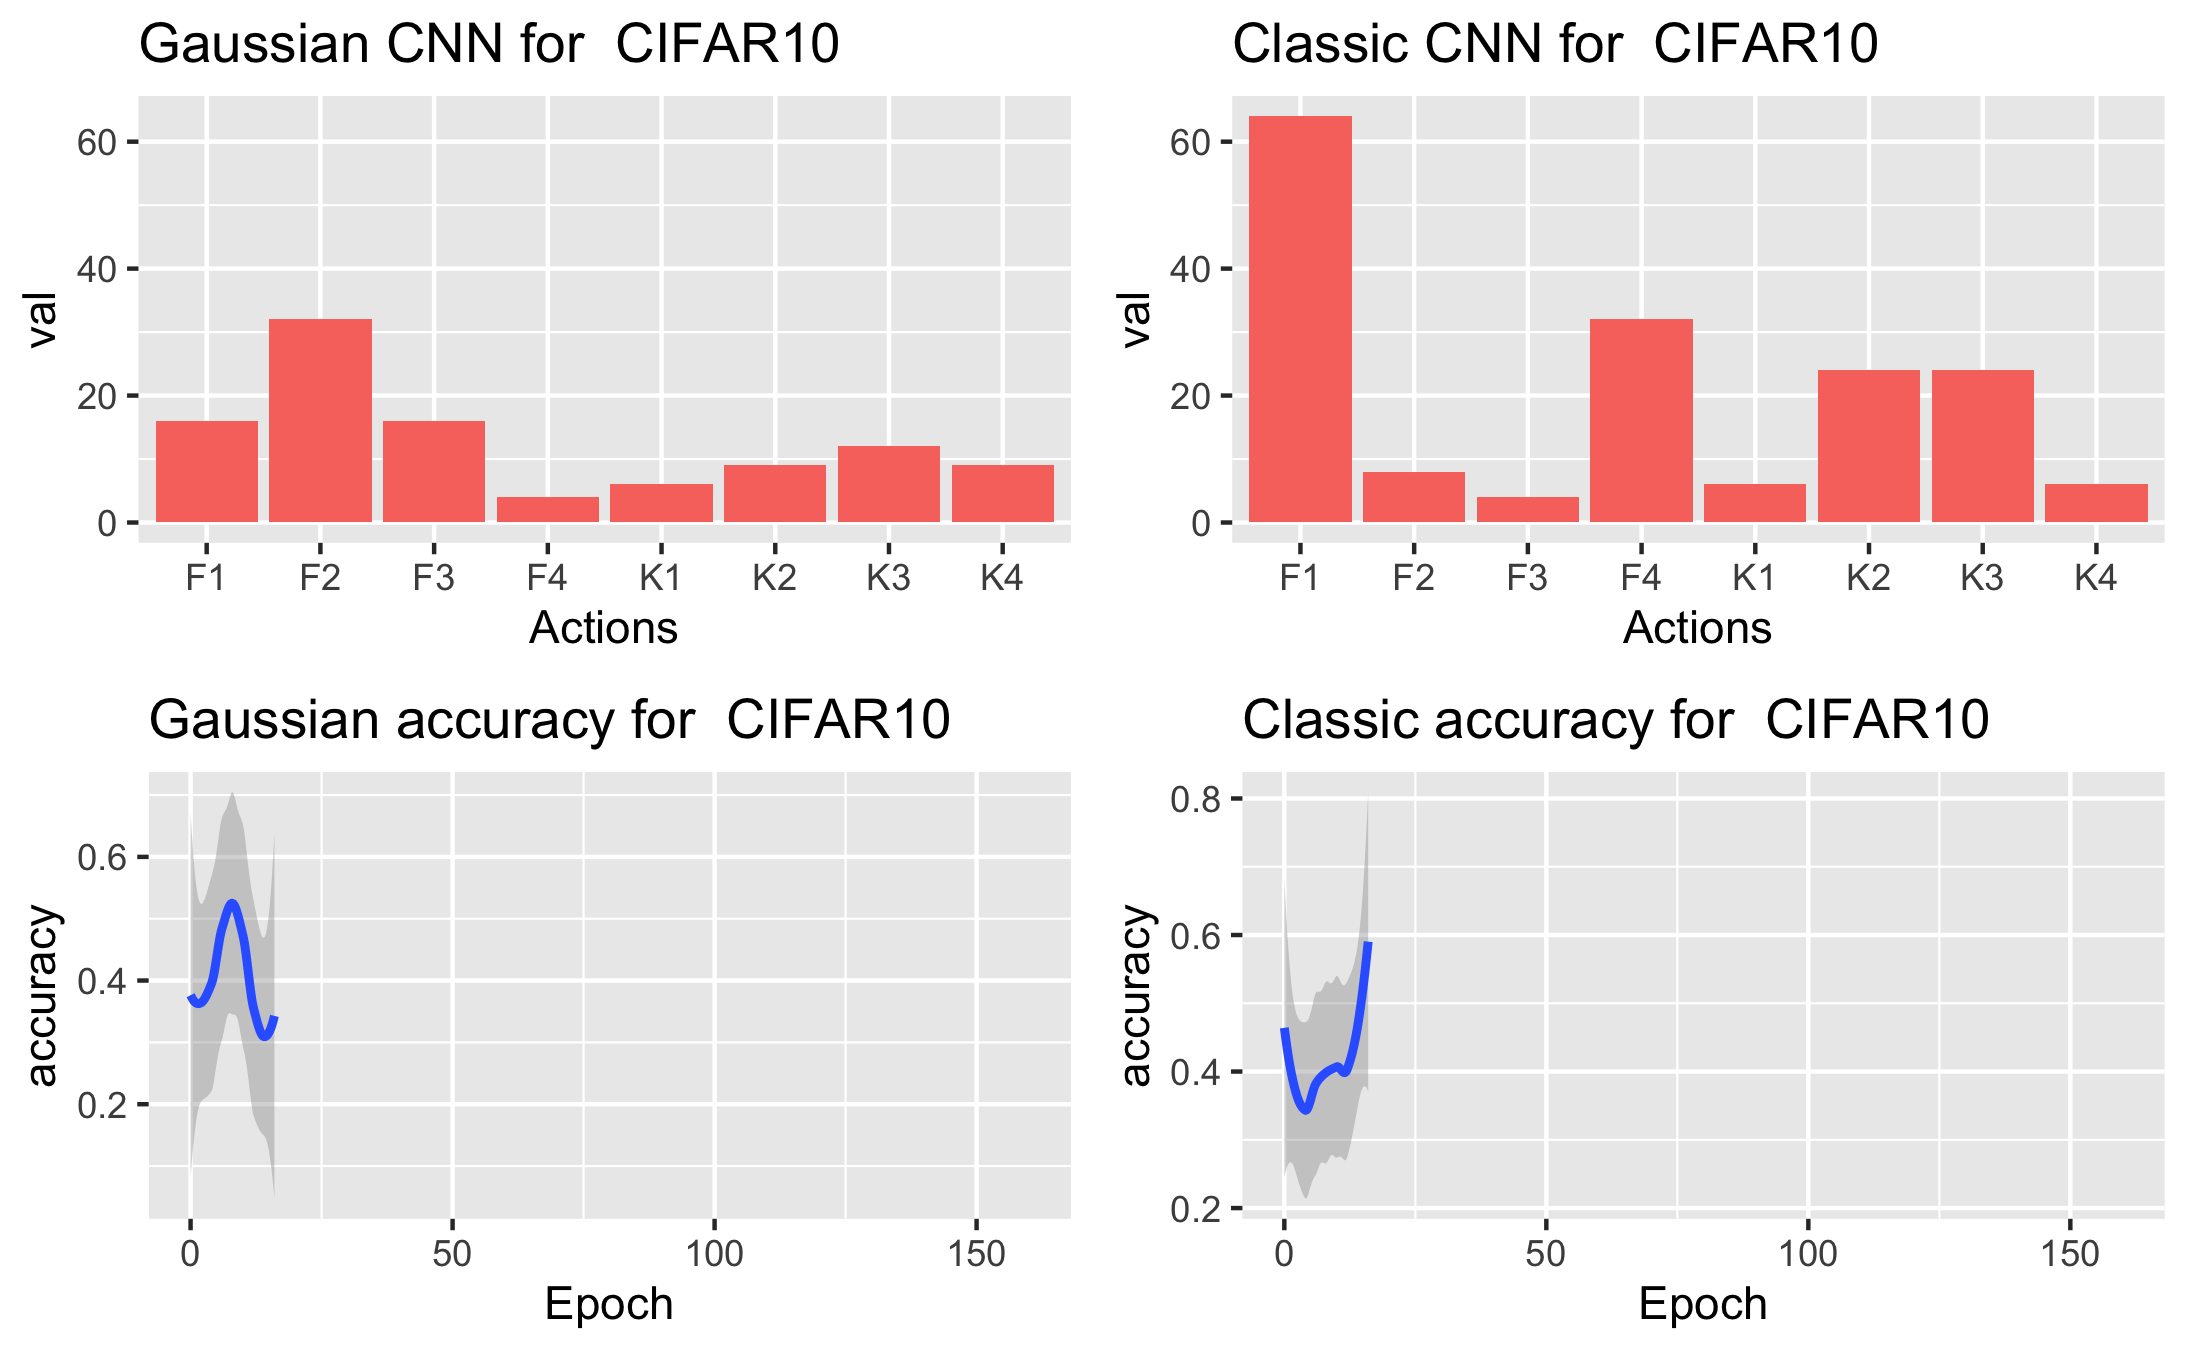 Gaussian CNN for  CIFAR10
val
60
40
20
0
F1 F2 F3 F4 K1 K2 K3 K4
Actions
Classic CNN for  CIFAR10
val
60
40
20
0
F1 F2 F3 F4 K1 K2 K3 K4
Actions
Gaussian accuracy for  CIFAR10
accuracy
0.6
0.4
0.2
0 50 100 150
Epoch
Classic accuracy for  CIFAR10
accuracy
0.8
0.6
0.4
0.2
0 50 100 150
Epoch